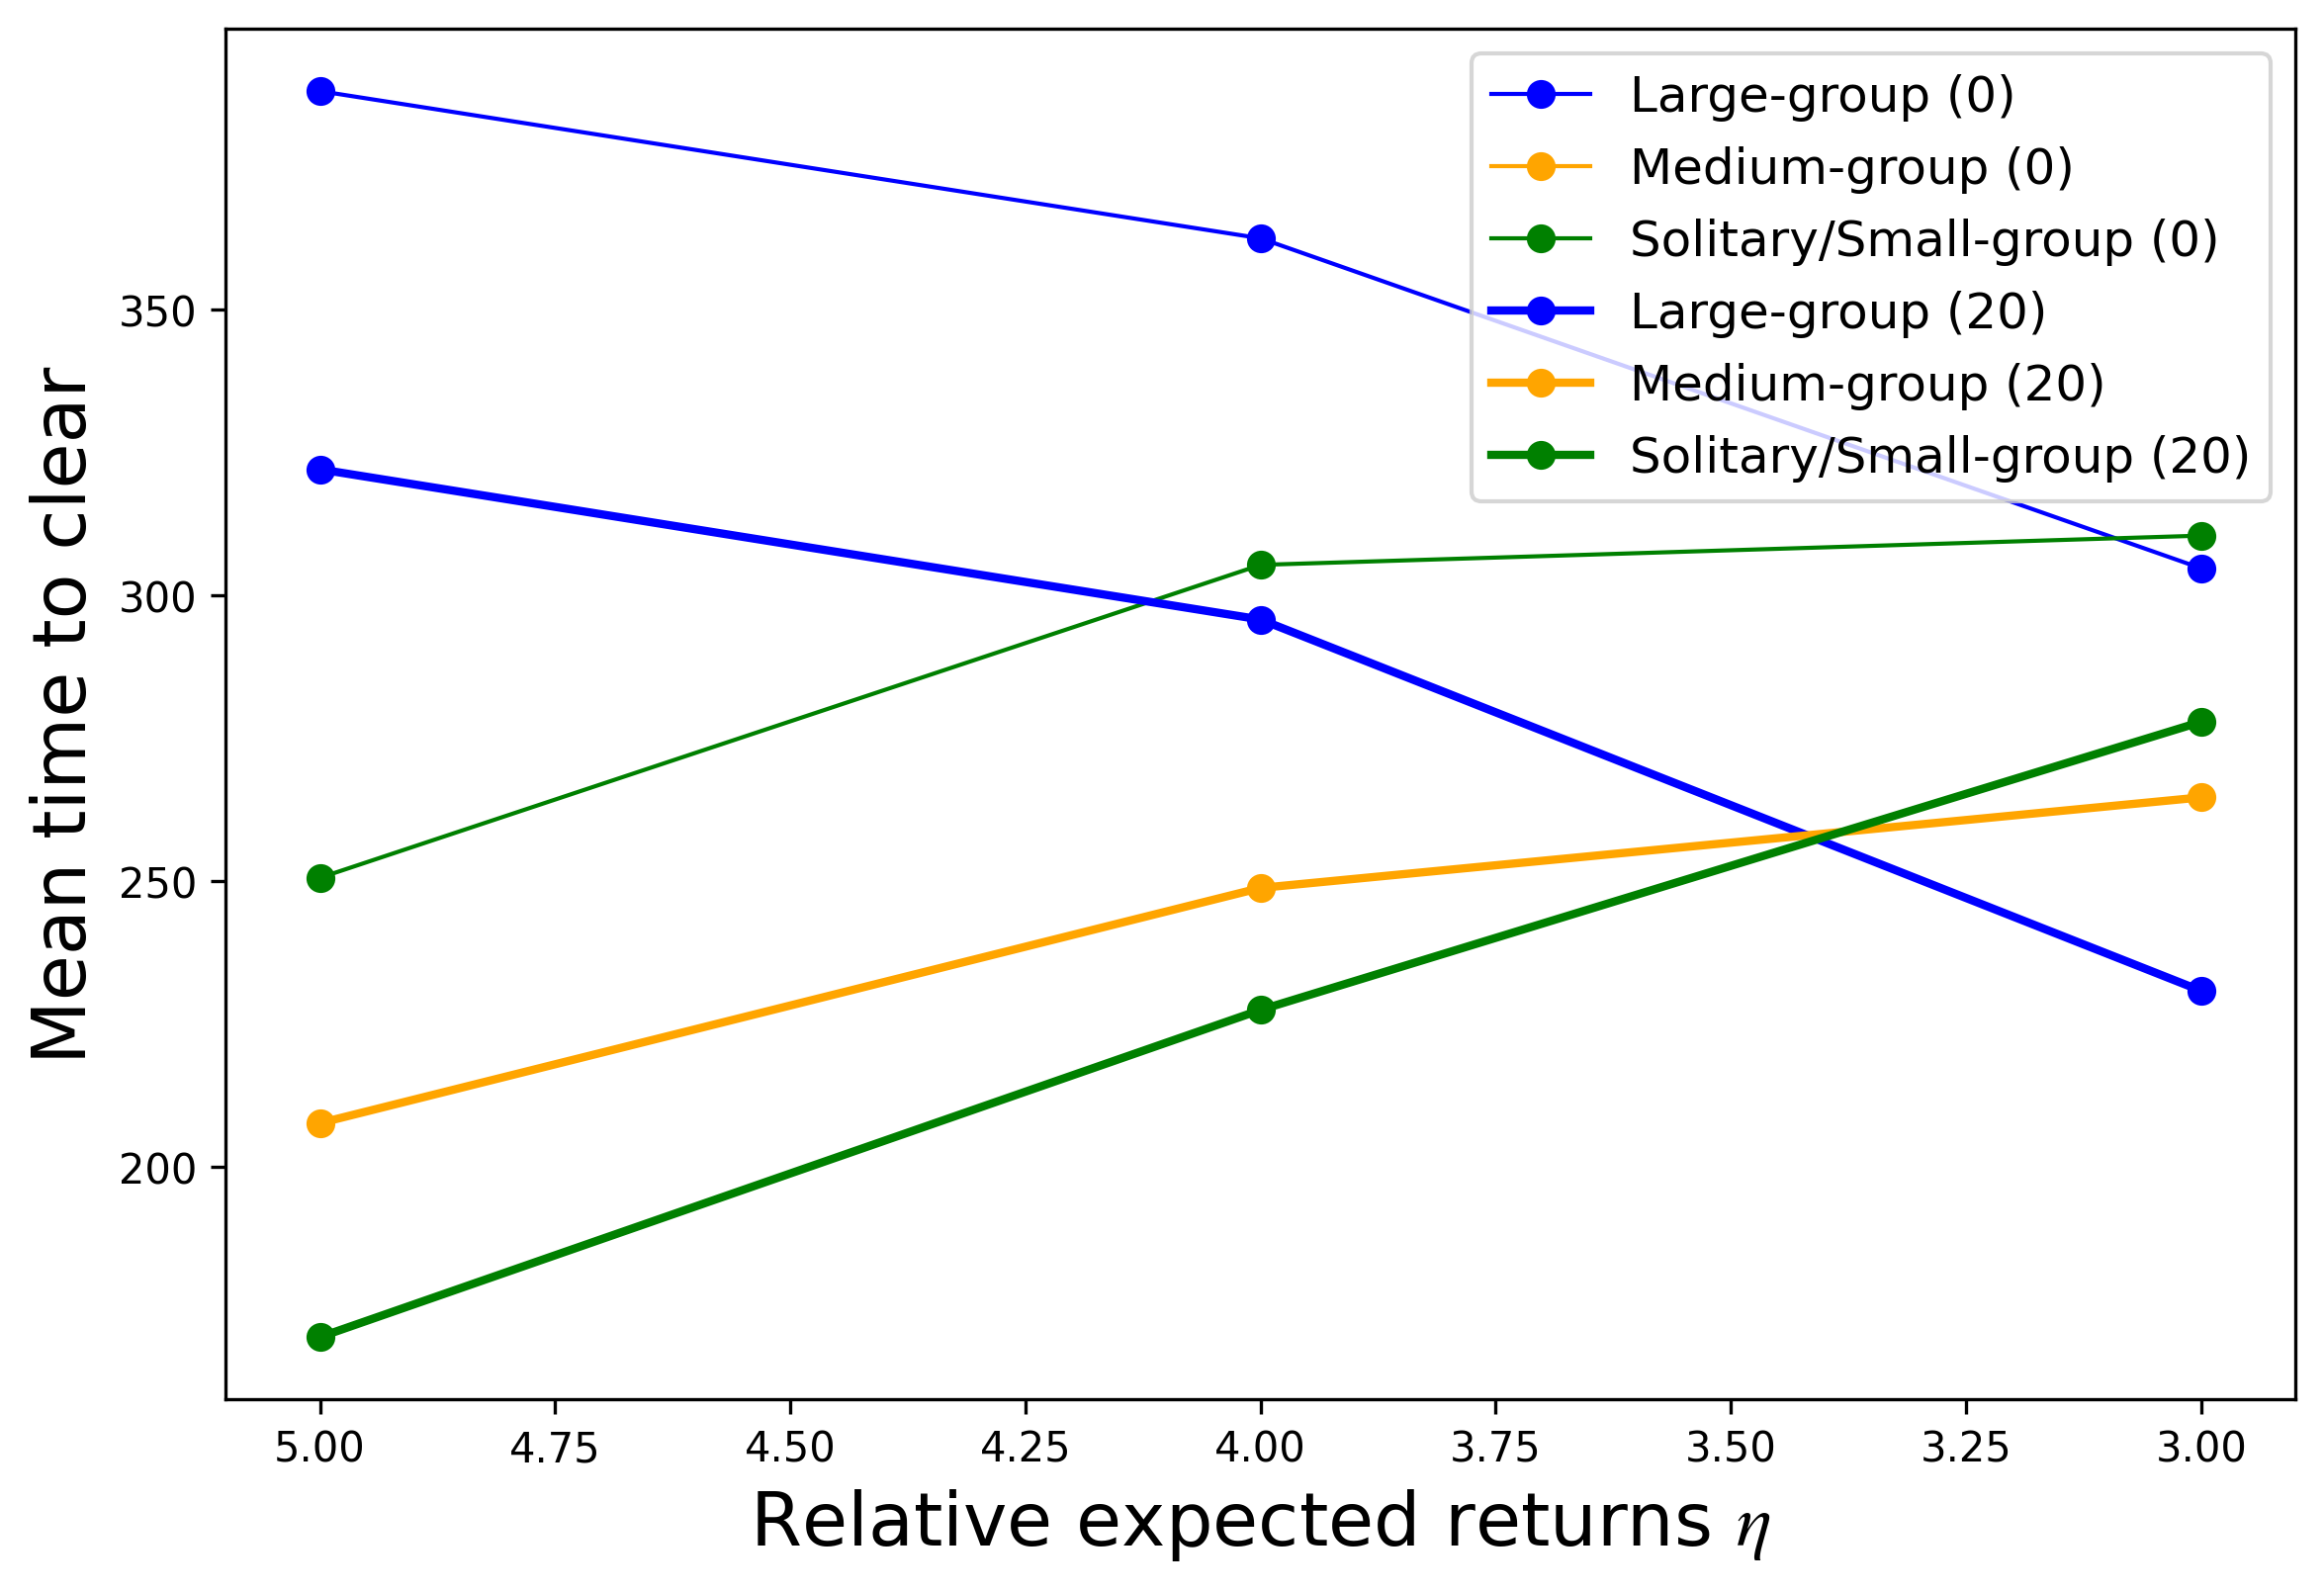 Large-group (0)
Medium-group (0)
Solitary/Small-group (0)
Large-group (20)
Medium-group (20)
Solitary/Small-group (20)
350
300
250
200
Mean time to clear
5.00 4.75 4.50 4.25 4.00 3.75 3.50 3.25 3.00
Relative expected returns η